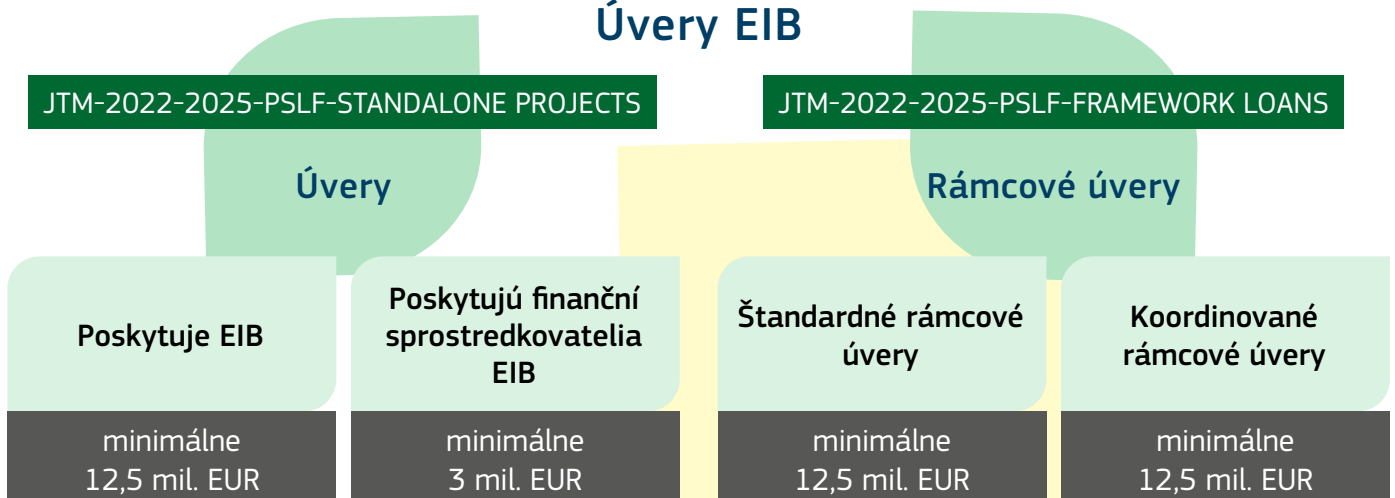 Úvery EIB
JTM-2022-2025-PSLF-STANDALONE PROJECTS
JTM-2022-2025-PSLF-FRAMEWORK LOANS
Úvery
Rámcové úvery
Poskytuje EIB
Poskytujú finanční
sprostredkovatelia
EIB
Štandardné rámcové
úvery
Koordinované
rámcové úvery
minimálne
12,5 mil. EUR
minimálne
3 mil. EUR
minimálne
12,5 mil. EUR
minimálne
12,5 mil. EUR